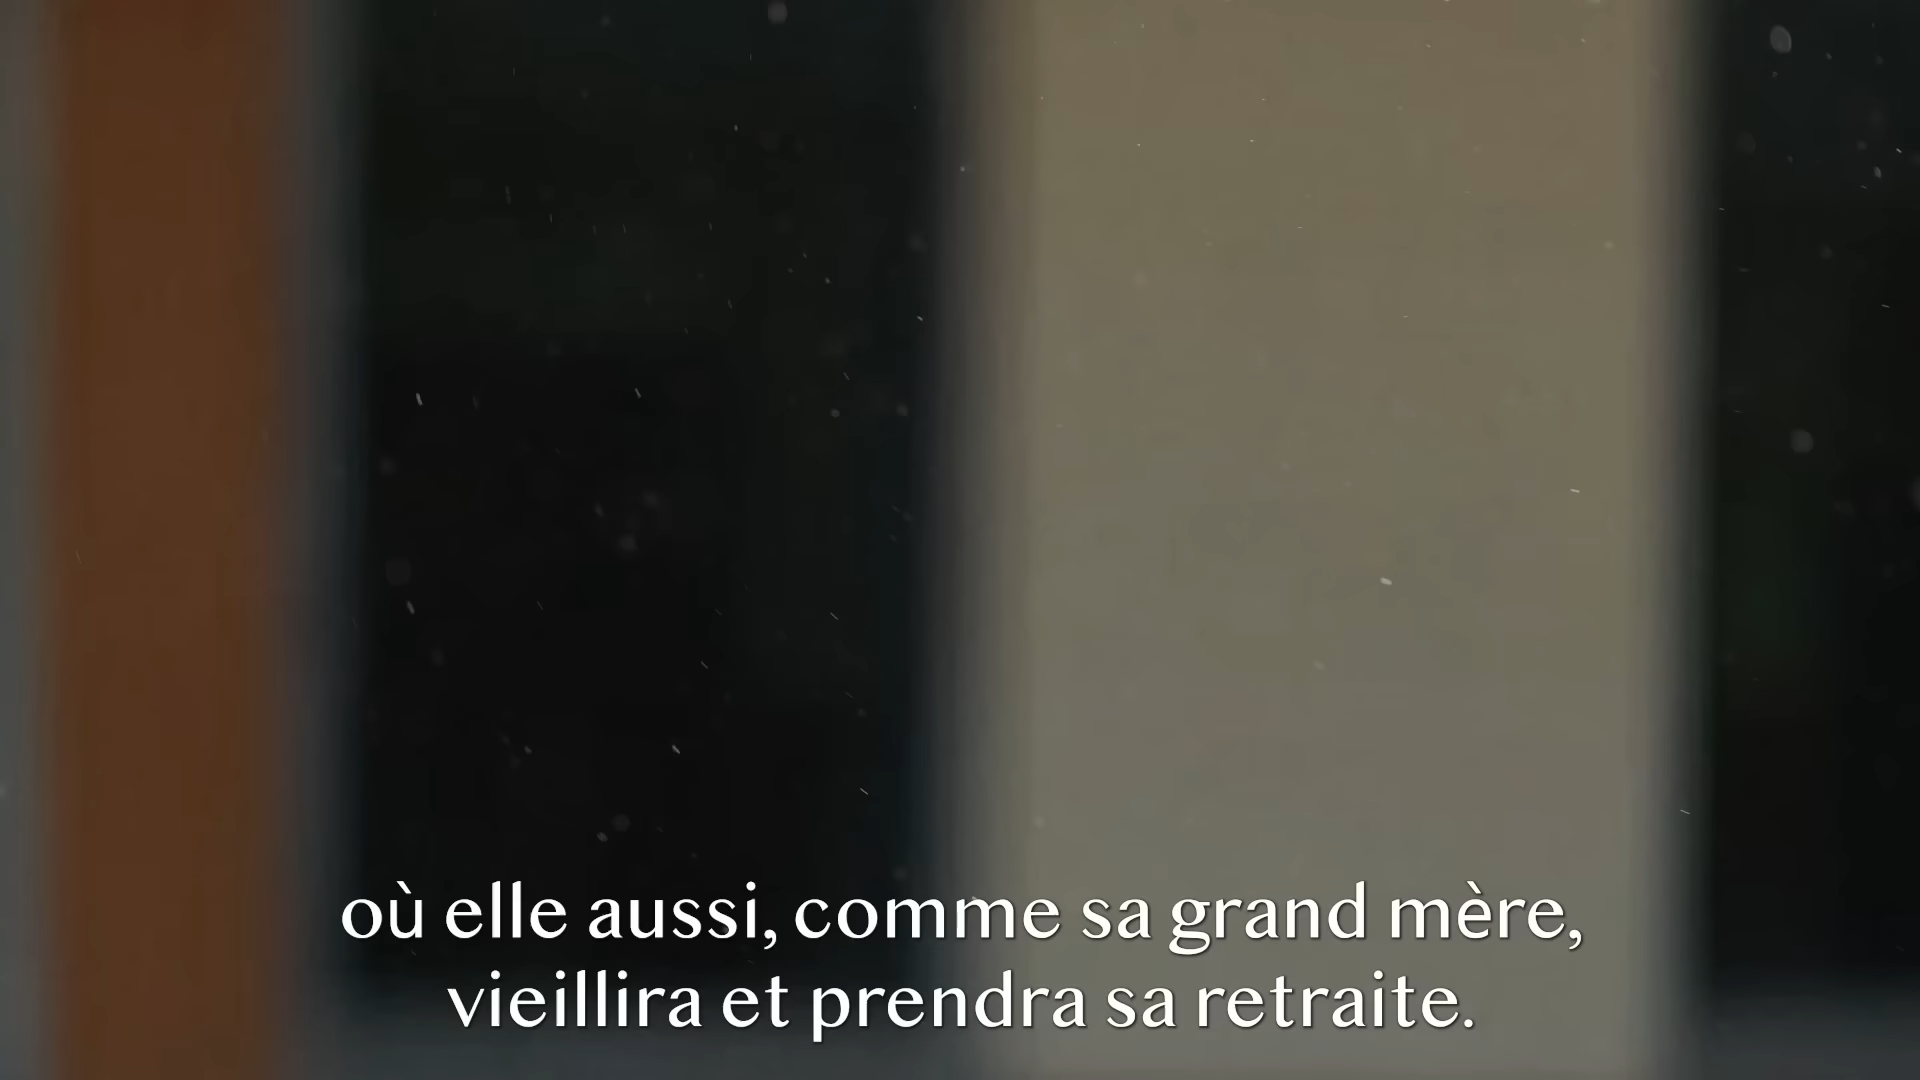 où elle aussi, comme sa grand mère,
vieillira et prendra sa retraite.